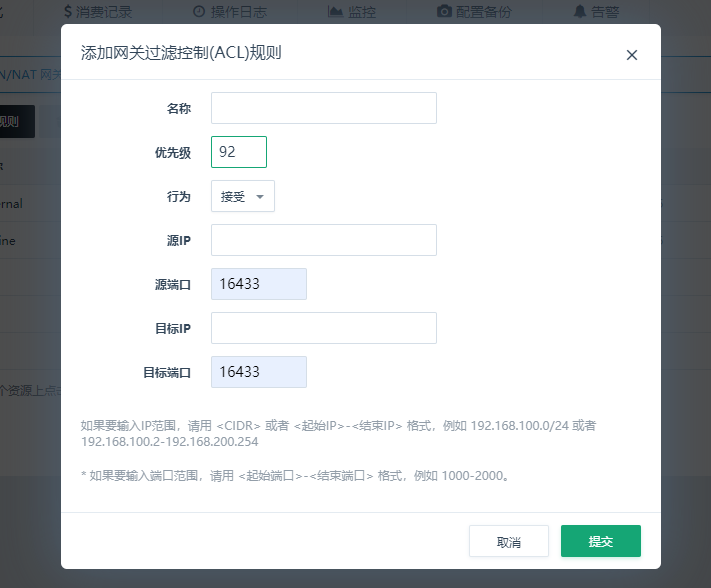 $ 消费记录
操作日志
监控
配置备份
告警
添加网关过滤控制(ACL)规则
×
N/NAT 网关
规则
名称
优先级
92
行为
接受
rnal
源IP
ine
源端口
16433
目标IP
目标端口
16433
个资源上点击
如果要输入IP范围，请用 <CIDR> 或者 <起始IP>-<结束IP> 格式，例如 192.168.100.0/24 或者
192.168.100.2-192.168.200.254
* 如果要输入端口范围，请用 <起始端口>-<结束端口> 格式，例如 1000-2000。
取消
提交